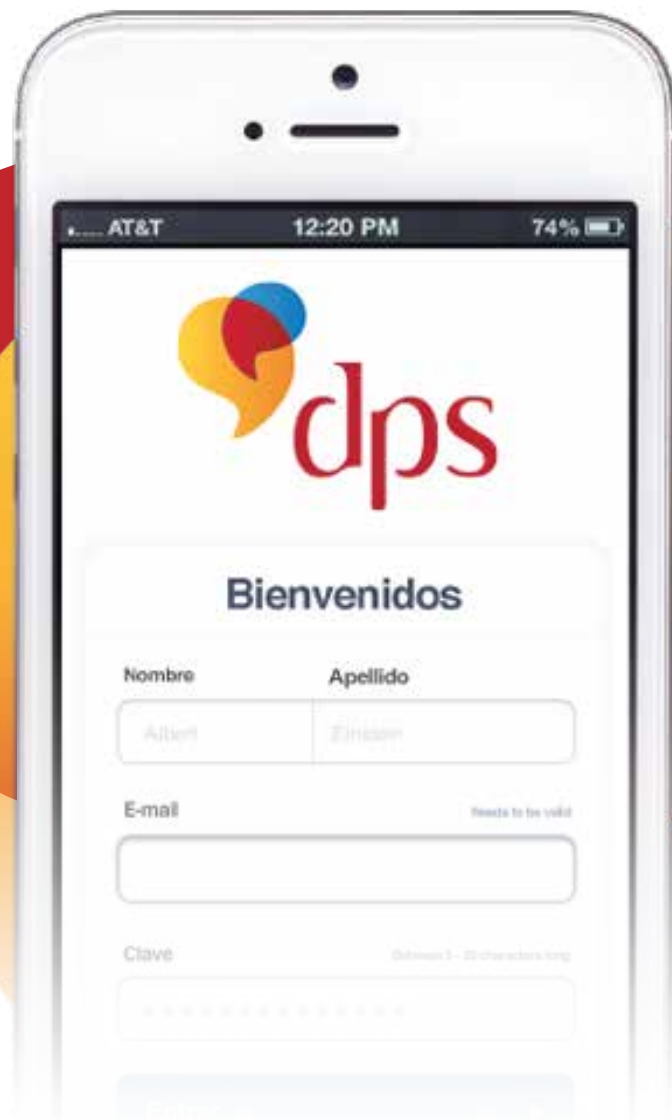 AT&T 12:20 PM 74%
dps
Bienvenidos
Nombre Apellido
Albert Einstein
E-mail Needs to be valid
Clave